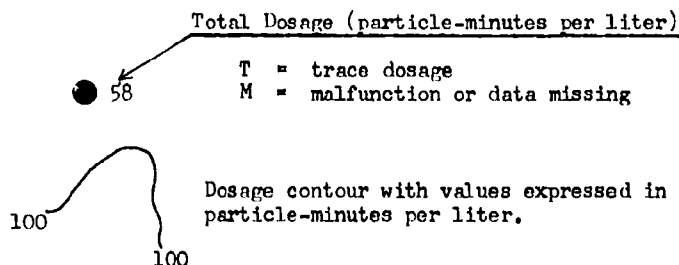 Total Dosage (particle-minutes per liter)
58
T = trace dosage
M = malfunction or data missing
100
100
Dosage contour with values expressed in
particle-minutes per liter.